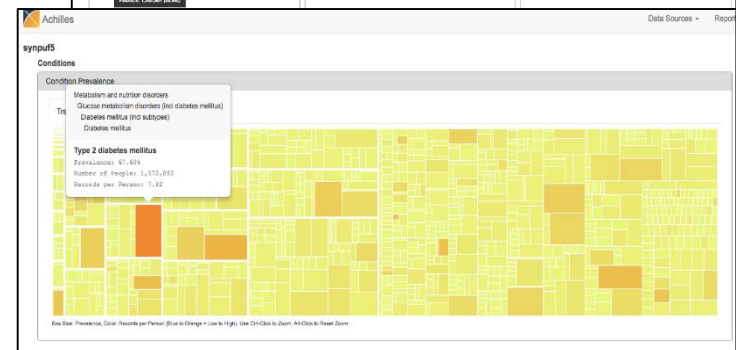 Achilles
Data Sources
Report
synpuf5
Conditions
Condition Prevalence
Metabolism and nutrition disorders
Glucose metabolism disorders (incl diabetes mellitus)
Diabetes mellitus (incl subtypes)
Diabetes mellitus
Tre
Type 2 diabetes mellitus
Prevalence: 67.60%
Number of People: 1,572,893
Records per Person: 7.82
Box Size: Prevalence, Color: Records per Person (Blue to Orange = Low to High), Use Ctrl-Click to Zoom, Alt-Click to Reset Zoom